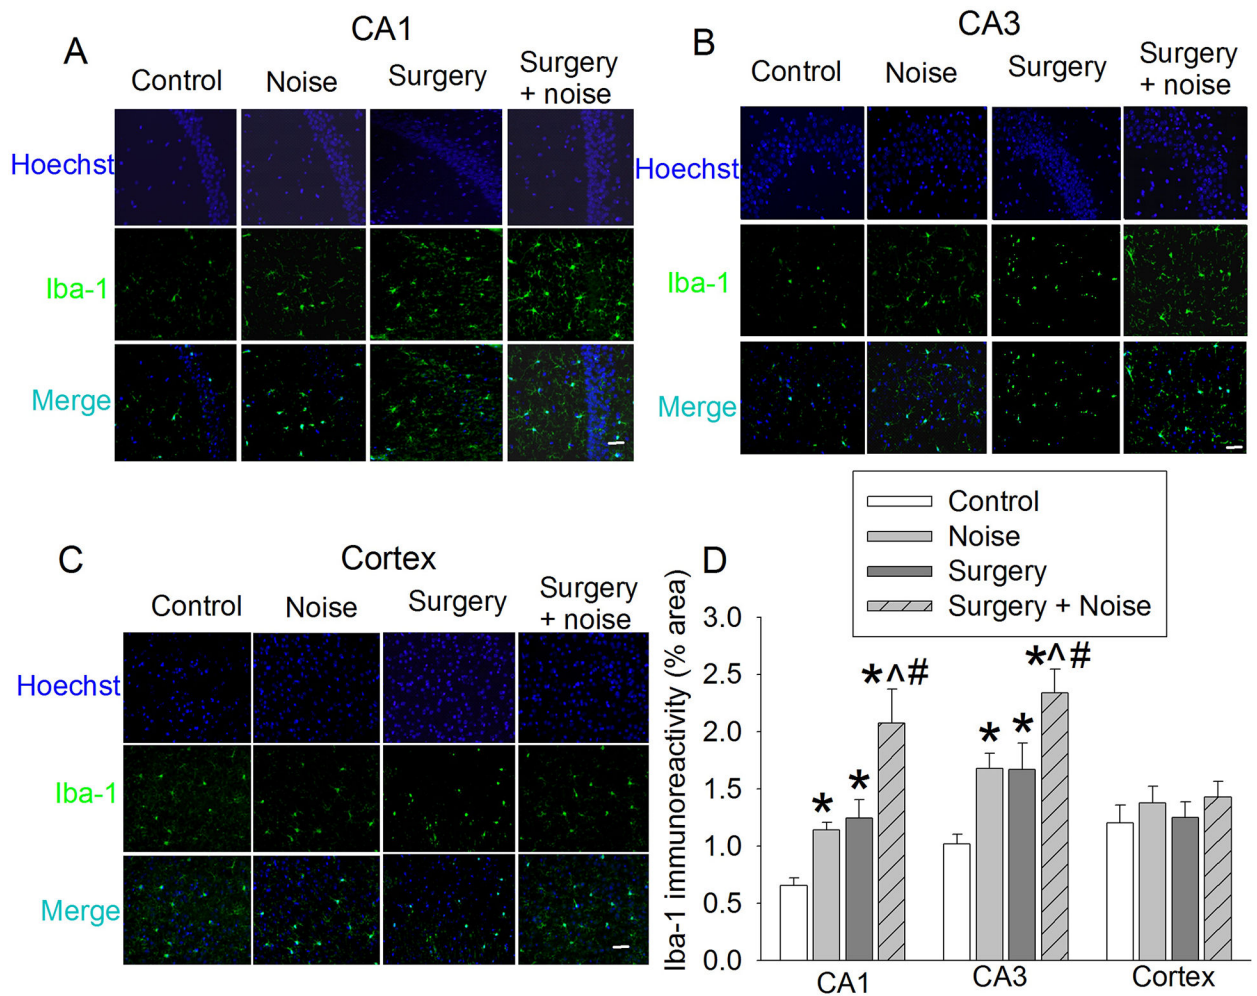 A
CA1
Control
Noise
Surgery
Surgery
+ noise
Hoechst
Iba-1
Merge
B
CA3
Control
Noise
Surgery
Surgery
+ noise
Hoechst
Iba-1
Merge
C
Cortex
Control
Noise
Surgery
Surgery
+ noise
Hoechst
Iba-1
Merge
D
Control
Noise
Surgery
Surgery + Noise
Iba-1 immunoreactivity (% area)
3.0
2.5
2.0
1.5
1.0
0.5
0.0
*
*
*^#
*
*
*^#
CA1
CA3
Cortex